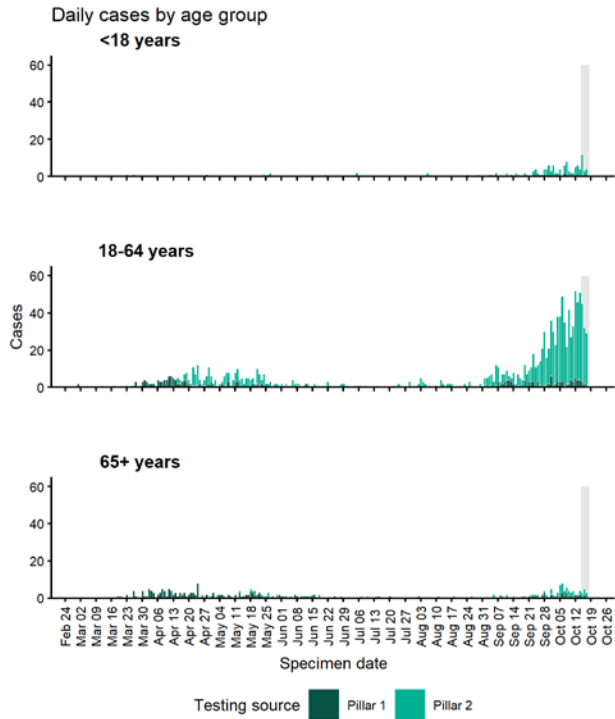 Daily cases by age group
<18 years
60
40
20
0
18-64 years
60
40
20
0
Cases
65+ years
60
40
20
0
Feb 24
Mar 02
Mar 09
Mar 16
Mar 23
Mar 30
Apr 06
Apr 13
Apr 20
Apr 27
May 04
May 11
May 18
May 25
Jun 01
Jun 08
Jun 15
Jun 22
Jun 29
Jul 06
Jul 13
Jul 20
Jul 27
Aug 03
Aug 10
Aug 17
Aug 24
Aug 31
Sep 07
Sep 14
Sep 21
Sep 28
Oct 05
Oct 12
Oct 19
Oct 26
Specimen date
Testing source Pillar 1 Pillar 2